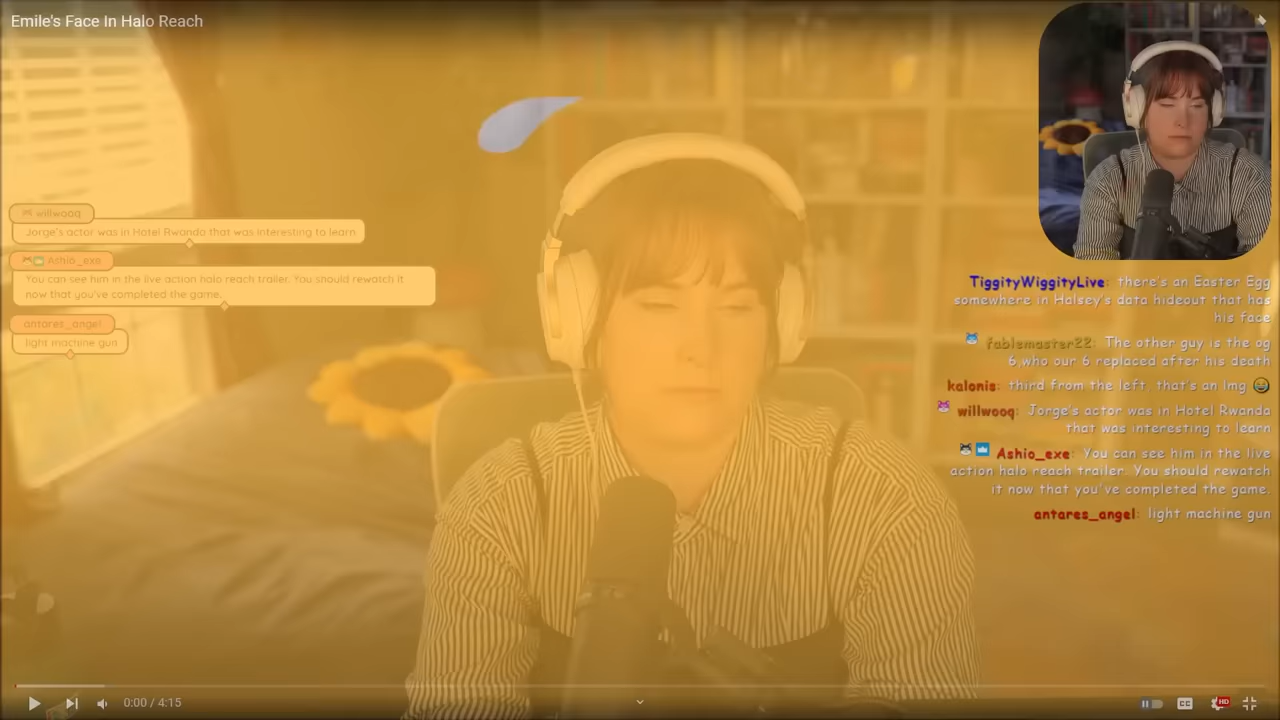 Emile's Face In Halo Reach
willwooq
Jorge's actor was in Hotel Rwanda that was interesting to learn
Ashio_exe
You can see him in the live action halo reach trailer. You should rewatch it
now that you've completed the game.
antares_angel
light machine gun
TiggityWiggityLive: there's an Easter Egg
somewhere in Halsey's data hideout that has
his face
fablemaster22: The other guy is the og
6,who our 6 replaced after his death
kalonis: third from the left, that's an lmg
willwooq: Jorge's actor was in Hotel Rwanda
that was interesting to learn
Ashio_exe: You can see him in the live
action halo reach trailer. You should rewatch
it now that you've completed the game.
antares_angel: light machine gun
0:00 / 4:15
CC
HD